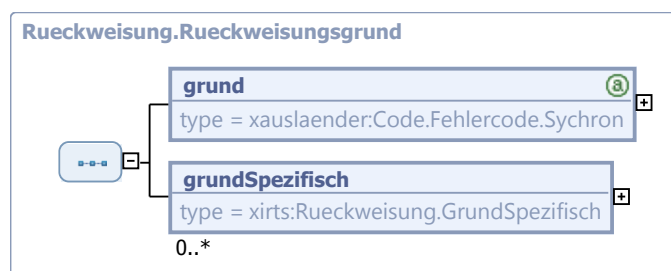 Rueckweisung.Rueckweisungsgrund
grund
type = xauslaender:Code.Fehlercode.Sychron
grundSpezifisch
type = xirts:Rueckweisung.GrundSpezifisch
0..*